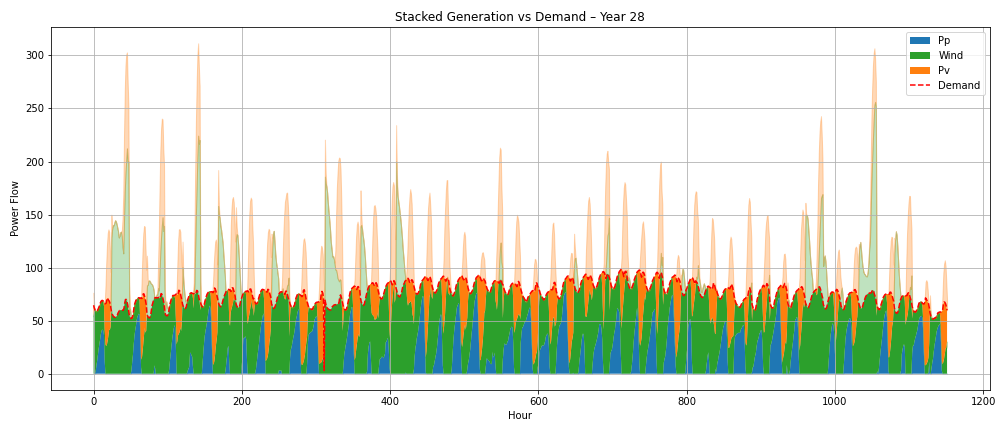 Stacked Generation vs Demand – Year 28
Pp
Wind
Pv
Demand
Power Flow
300
250
200
150
100
50
0
0 200 400 600 800 1000 1200
Hour